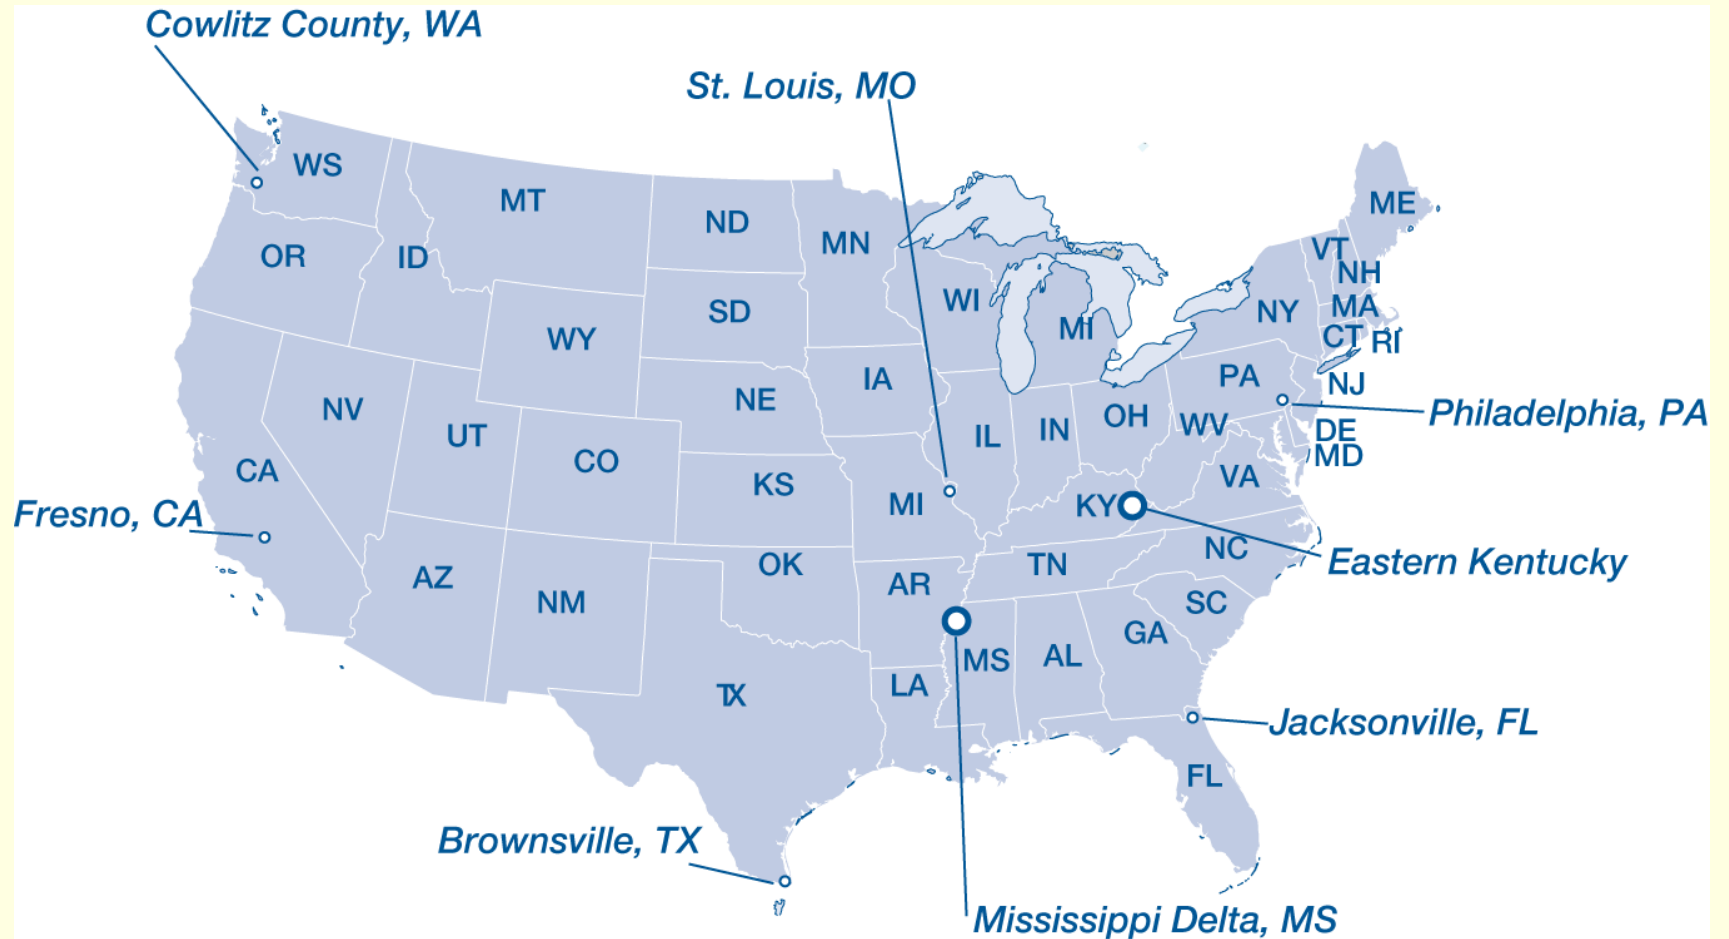 Cowlitz County, WA
St. Louis, MO
WS
MT
ND
MN
ME
OR
ID
VT
NH
WI
SD
MI
NY
MA
WY
CT
RI
IA
PA
NJ
NE
NV
UT
IL
IN
OH
WV
Philadelphia, PA
DE
MD
CO
CA
KS
MI
KY
VA
Fresno, CA
OK
TN
NC
Eastern Kentucky
AZ
NM
AR
SC
GA
MS
AL
LA
TX
Jacksonville, FL
FL
Brownsville, TX
Mississippi Delta, MS